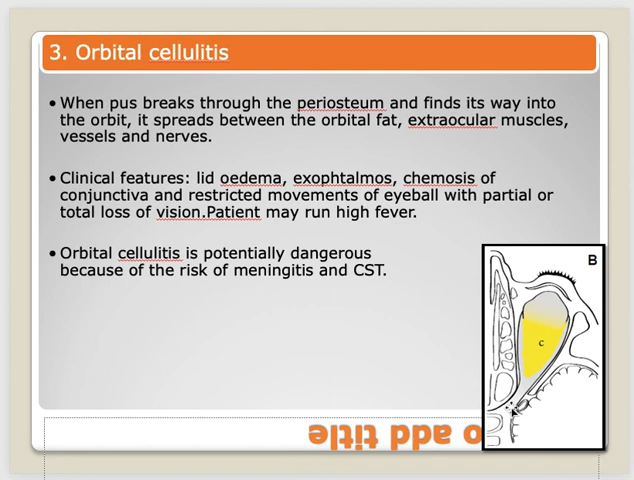 3. Orbital cellulitis
• When pus breaks through the periosteum and finds its way into
the orbit, it spreads between the orbital fat, extraocular muscles,
vessels and nerves.
• Clinical features: lid oedema, exophtalmos, chemosis of
conjunctiva and restricted movements of eyeball with partial or
total loss of vision.Patient may run high fever.
• Orbital cellulitis is potentially dangerous
because of the risk of meningitis and CST.
B
c
o add title